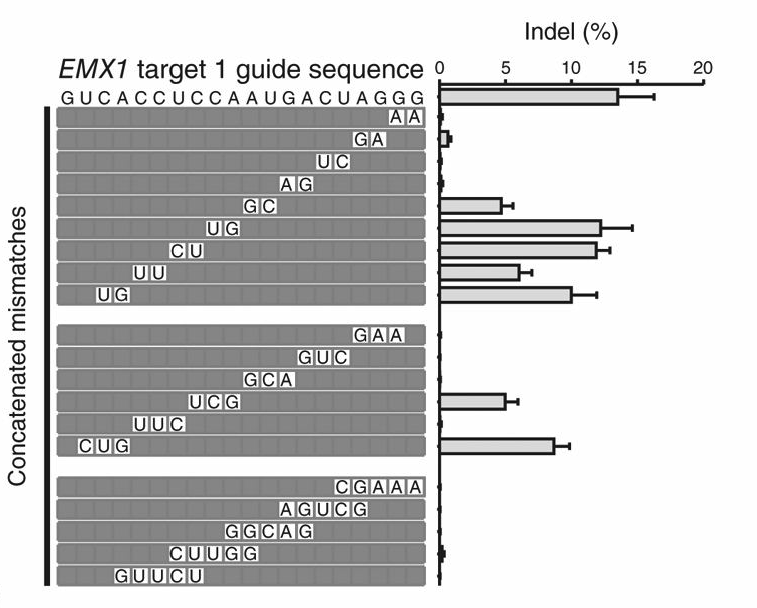 Indel (%)
EMX1 target 1 guide sequence
0 5 10 15 20
G U C A C C U C C A A U G A C U A G G G
A A
G A
U C
A G
G C
U G
C U
U U
U G
G A A
G U C
G C A
U C G
U U C
C U G
C G A A A
A G U C G
G G C A G
C U U G G
G U U C U
Concatenated mismatches